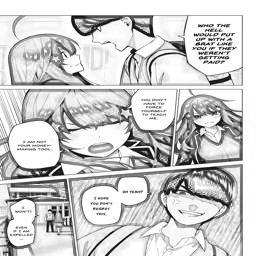 WHO THE
HELL
WOULD PUT
UP WITH A
BRAT LIKE
YOU IF THEY
WEREN'T
GETTING
PAID?
YOU DON'T
HAVE TO
FORCE
YOURSELF
TO TEACH
ME.
I AM NOT
YOUR MONEY-
MAKING TOOL.
OH YEAH?
I HOPE
YOU DON'T
REGRET
THIS.
I
WON'T!
EVEN
IF I AM
EXPELLED